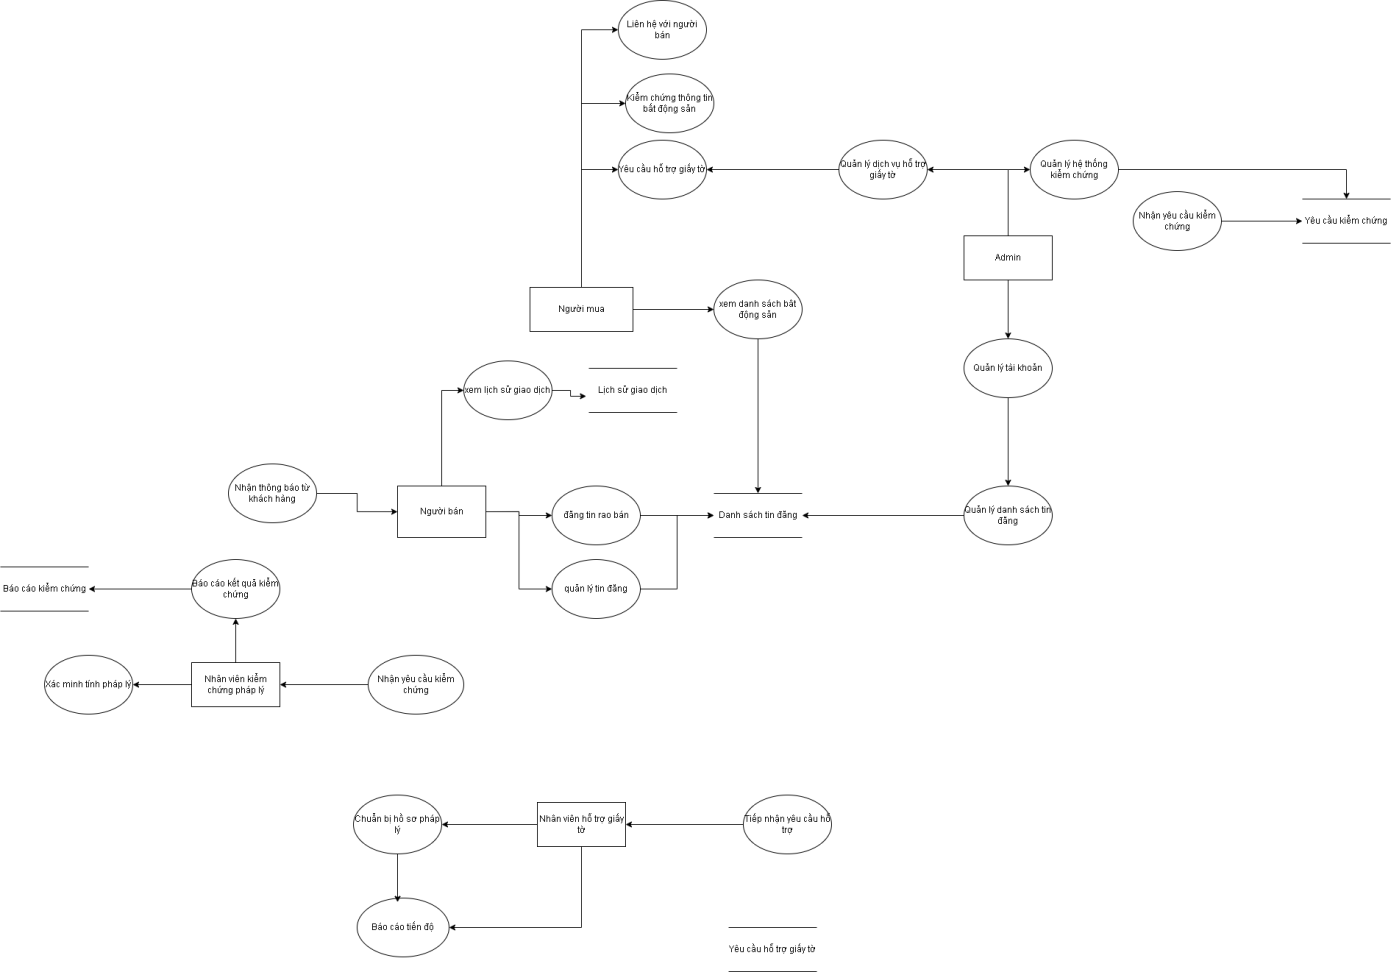 Liên hệ với người
bán
Kiểm chứng thông tin
bất động sản
Yêu cầu hỗ trợ giấy tờ
Quản lý dịch vụ hỗ trợ
giấy tờ
Quản lý hệ thống
kiểm chứng
Nhận yêu cầu kiểm
chứng
Yêu cầu kiểm chứng
Admin
Người mua
xem danh sách bất
động sản
Quản lý tài khoản
xem lịch sử giao dịch
Lịch sử giao dịch
Nhận thông báo từ
khách hàng
Người bán
đăng tin rao bán
Danh sách tin đăng
Quản lý danh sách tin
đăng
quản lý tin đăng
Báo cáo kiểm chứng
Báo cáo kết quả kiểm
chứng
Xác minh tính pháp lý
Nhân viên kiểm
chứng pháp lý
Nhận yêu cầu kiểm
chứng
Chuẩn bị hồ sơ pháp
lý
Nhân viên hỗ trợ giấy
tờ
Tiếp nhận yêu cầu hỗ
trợ
Báo cáo tiến độ
Yêu cầu hỗ trợ giấy tờ